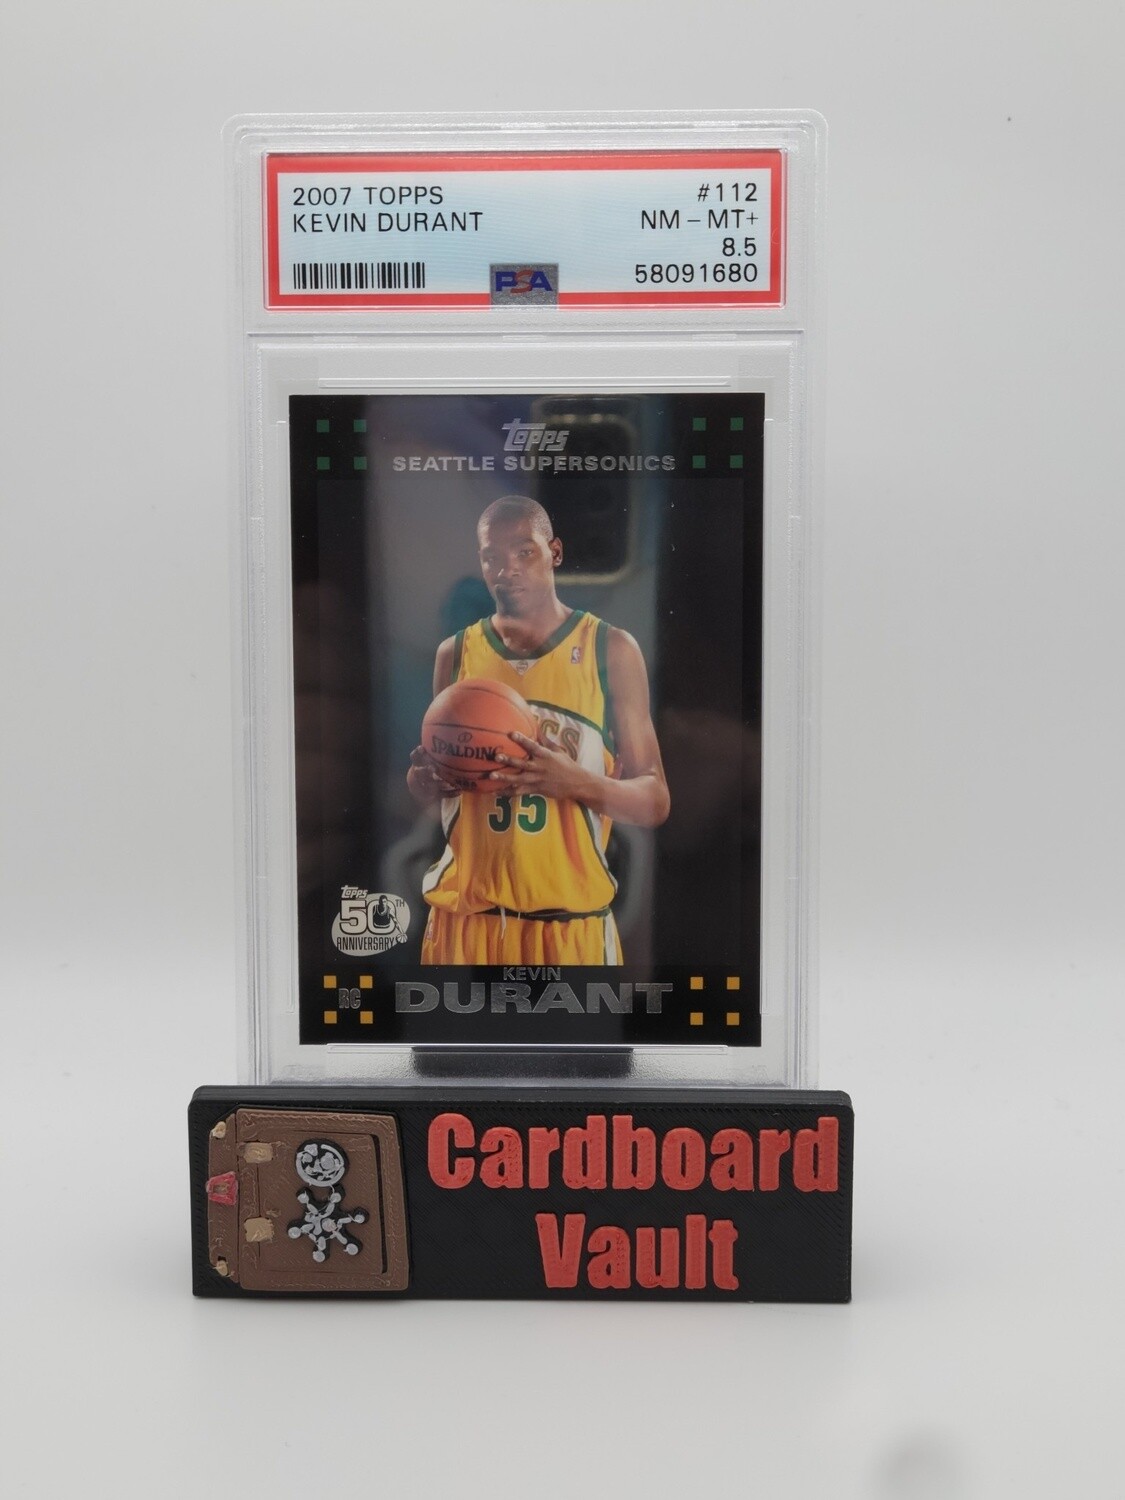 2007 TOPPS #112
KEVIN DURANT NM - MT+
8.5
PSA 58091680
Topps
SEATTLE SUPERSONICS
SPALDING
ICS
35
Topps
50TH
ANNIVERSARY
RC
KEVIN
DURANT
Cardboard
Vault